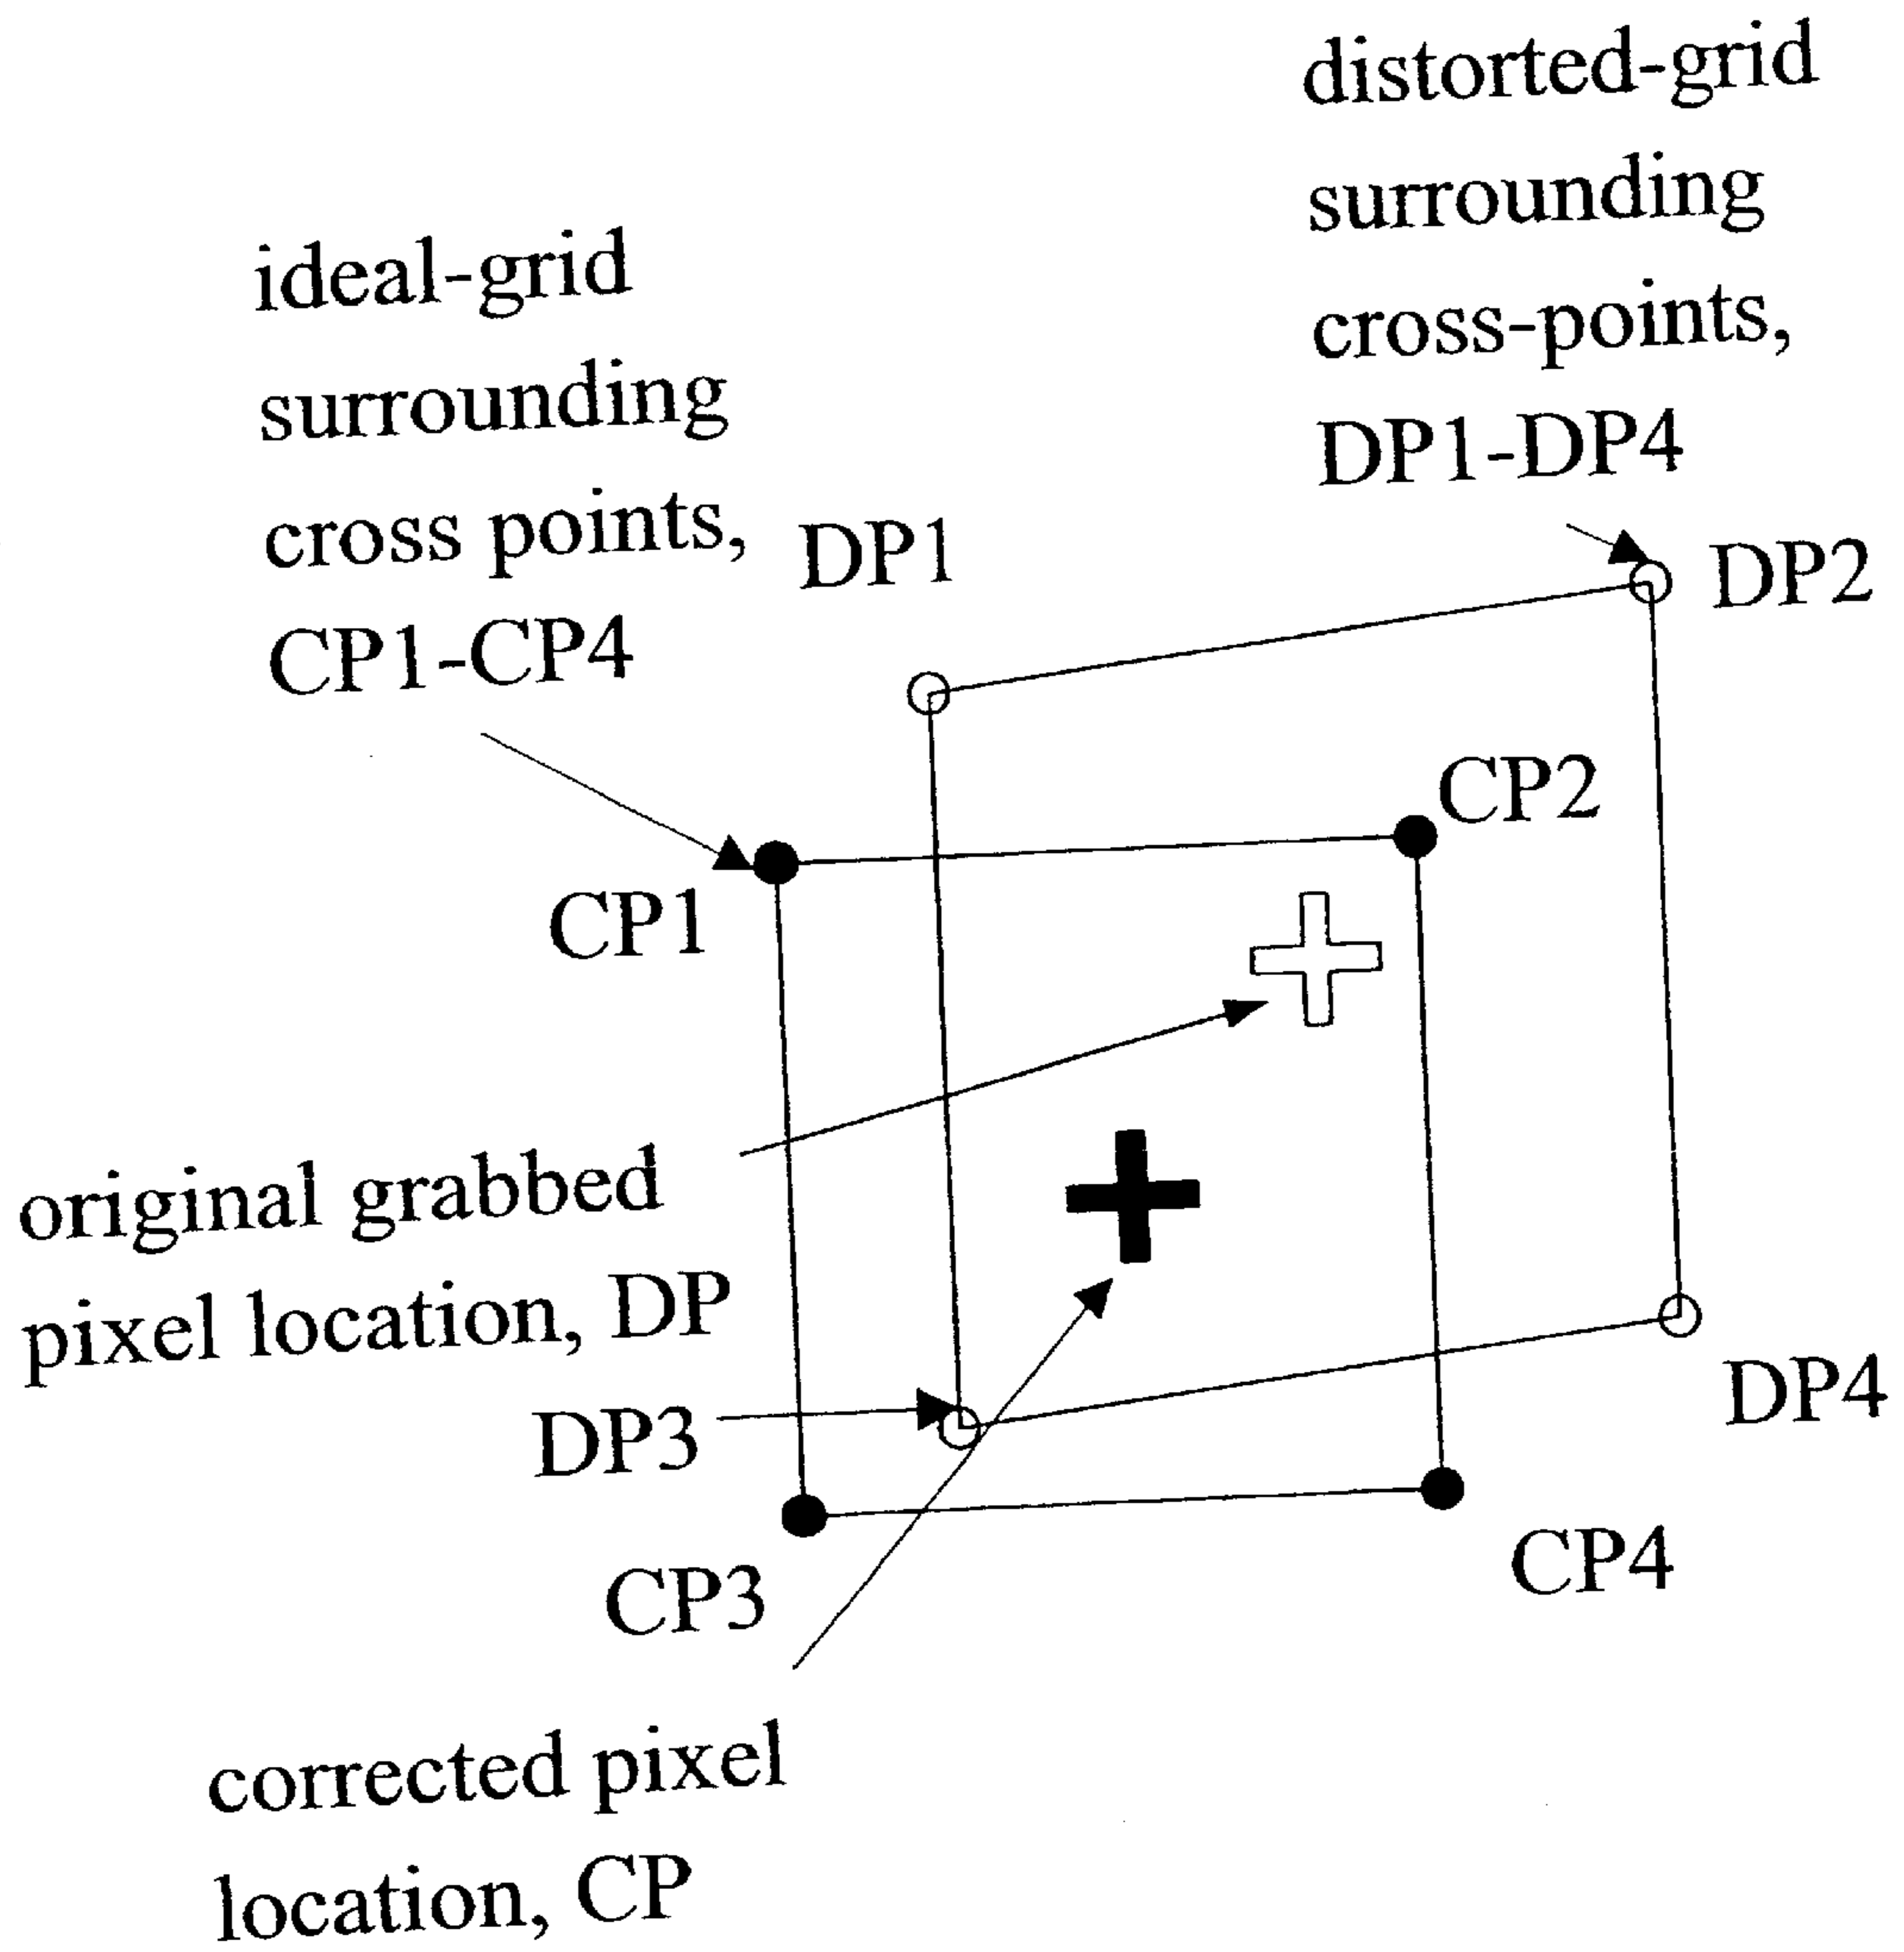 distorted-grid
surrounding
cross-points,
DP1-DP4
ideal-grid
surrounding
cross points,
CP1-CP4
DP1
DP2
CP2
CP1
original grabbed
pixel location, DP
DP3
DP4
CP3
CP4
corrected pixel
location, CP